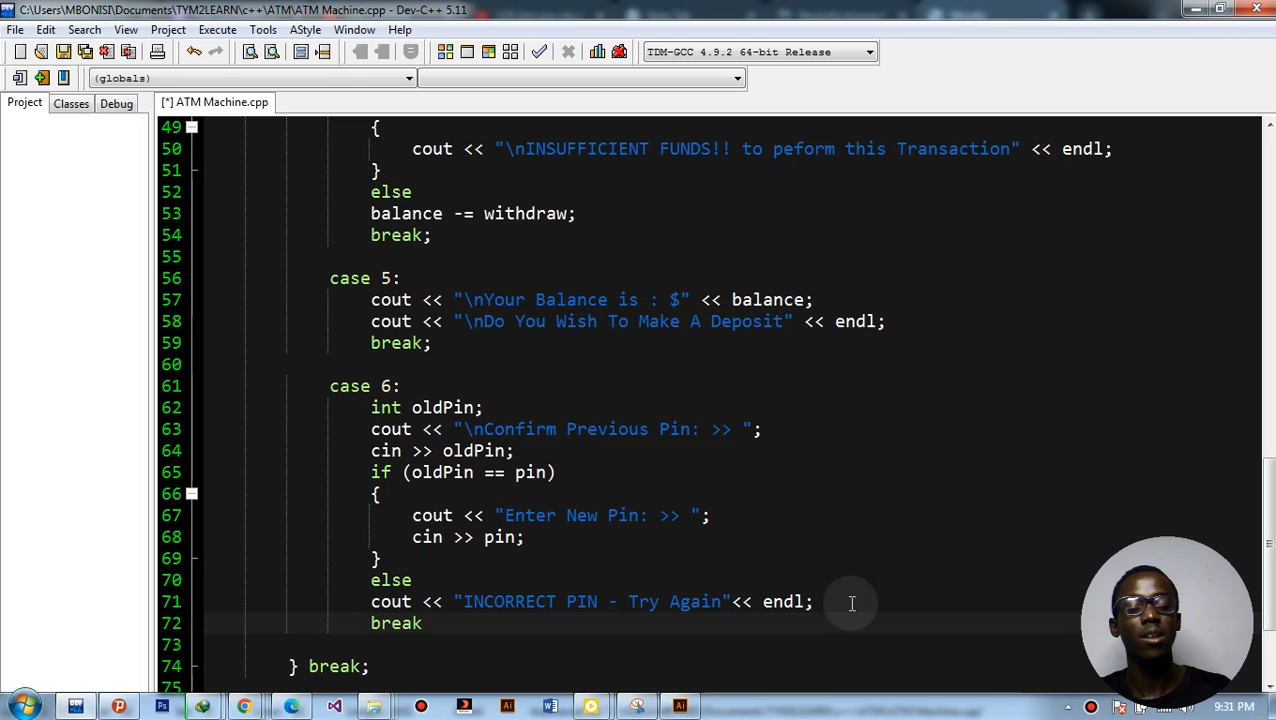 C:\Users\MBONISI\Documents\TYM2LEARN\c++\ATM\ATM Machine.cpp - Dev-C++ 5.11
File Edit Search View Project Execute Tools AStyle Window Help
TDM-GCC 4.9.2 64-bit Release
(globals)
Project Classes Debug [*] ATM Machine.cpp
49 {
50 cout << "\nINSUFFICIENT FUNDS!! to peform this Transaction" << endl;
51 }
52 else
53 balance -= withdraw;
54 break;
55
56 case 5:
57 cout << "\nYour Balance is : $" << balance;
58 cout << "\nDo You Wish To Make A Deposit" << endl;
59 break;
60
61 case 6:
62 int oldPin;
63 cout << "\nConfirm Previous Pin: >> ";
64 cin >> oldPin;
65 if (oldPin == pin)
66 {
67 cout << "Enter New Pin: >> ";
68 cin >> pin;
69 }
70 else
71 cout << "INCORRECT PIN - Try Again"<< endl;
72 break
73
74 } break;
75
DEV Ps Ai W Ai 9:31 PM